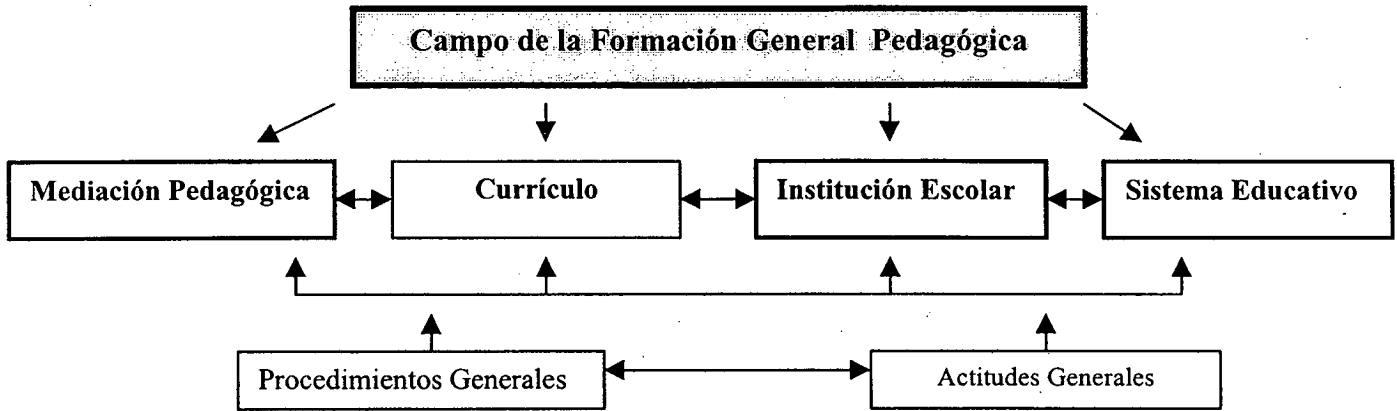 Campo de la Formación General Pedagógica
Mediación Pedagógica
Currículo
Institución Escolar
Sistema Educativo
Procedimientos Generales
Actitudes Generales